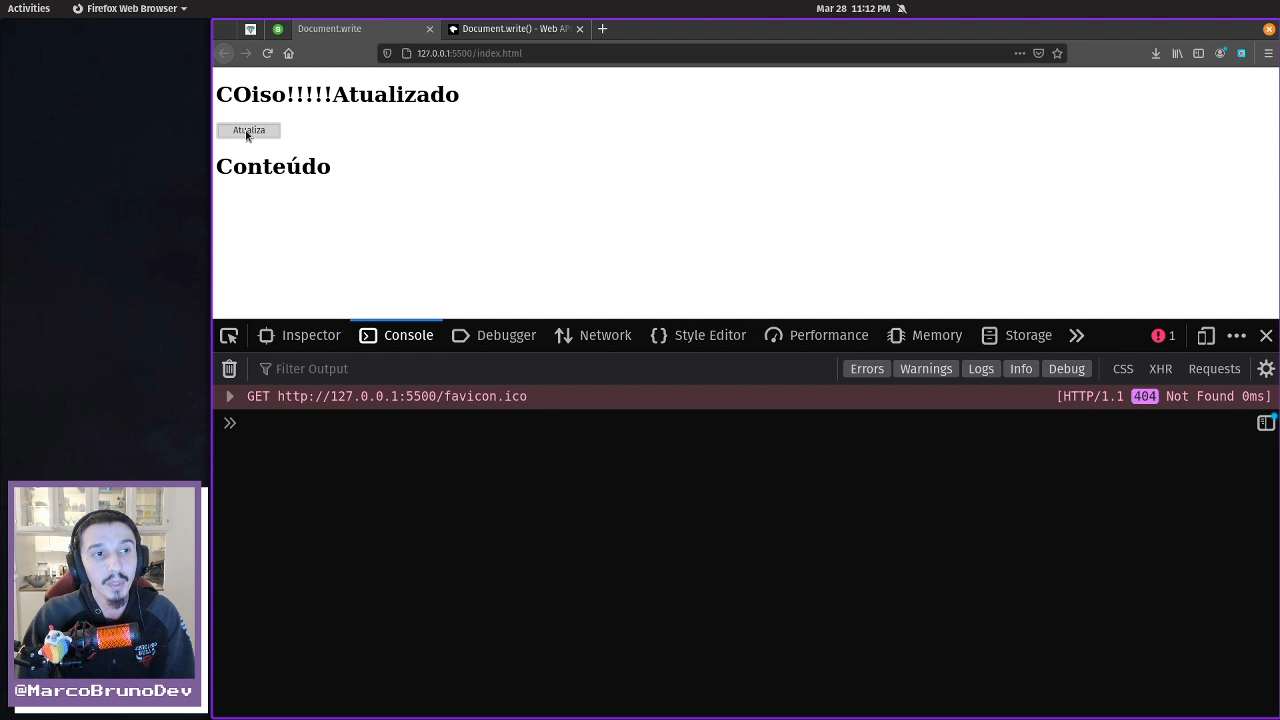 Activities
Firefox Web Browser
Mar 28 11:12 PM
Document.write
Document.write() - Web AP
127.0.0.1:5500/index.html
COiso!!!!!Atualizado
Atualiza
Conteúdo
Inspector
Console
Debugger
Network
Style Editor
Performance
Memory
Storage
1
Filter Output
Errors
Warnings
Logs
Info
Debug
CSS
XHR
Requests
GET http://127.0.0.1:5500/favicon.ico
[HTTP/1.1 404 Not Found 0ms]
@MarcoBrunoDev